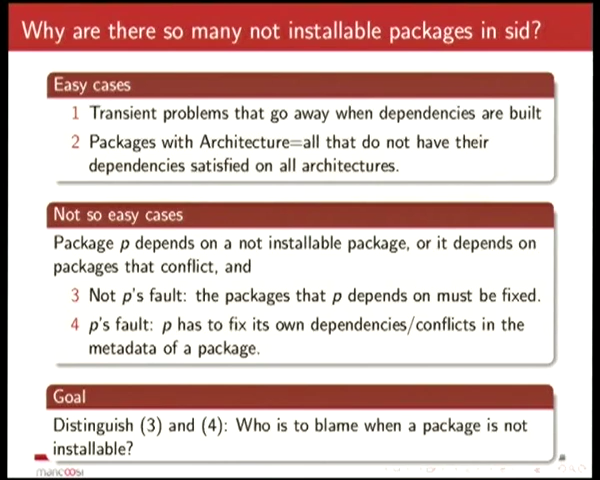 Why are there so many not installable packages in sid?
Easy cases
1 Transient problems that go away when dependencies are built
2 Packages with Architecture=all that do not have their
dependencies satisfied on all architectures.
Not so easy cases
Package p depends on a not installable package, or it depends on
packages that conflict, and
3 Not p's fault: the packages that p depends on must be fixed.
4 p's fault: p has to fix its own dependencies/conflicts in the
metadata of a package.
Goal
Distinguish (3) and (4): Who is to blame when a package is not
installable?
mancoosi